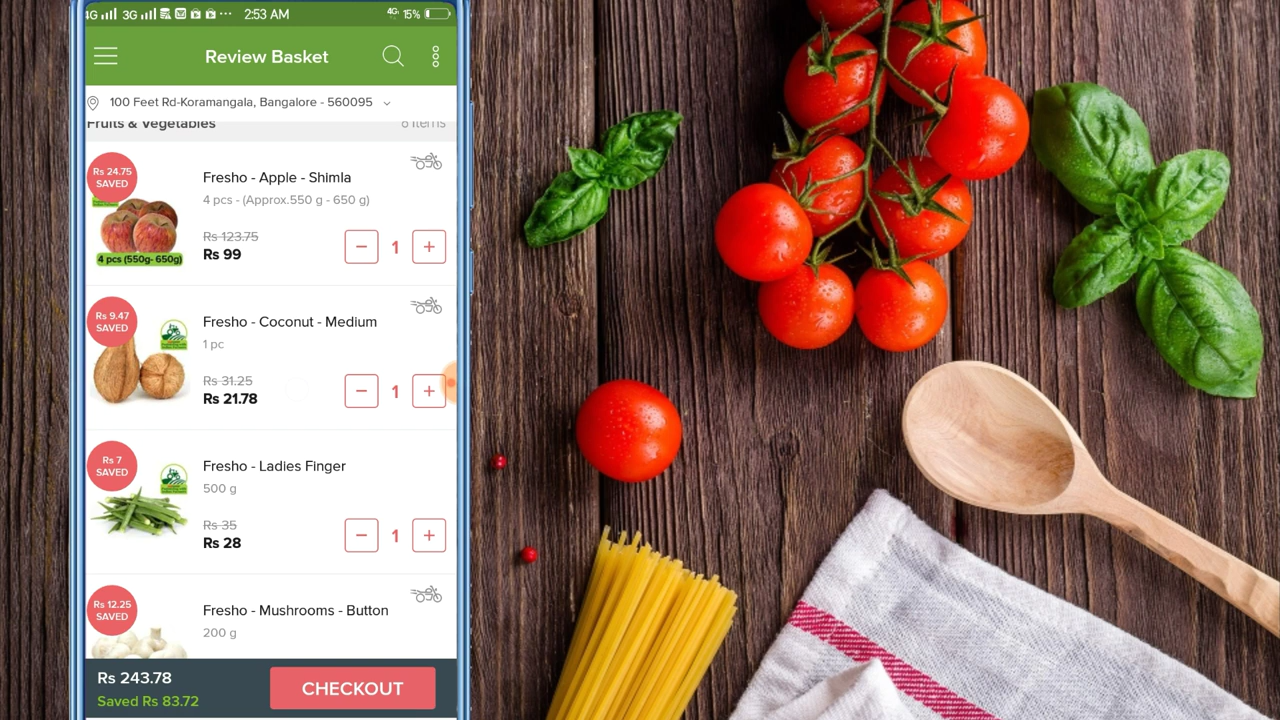 4G 3G 2:53 AM 4G 15%
Review Basket
100 Feet Rd-Koramangala, Bangalore - 560095
Fruits & Vegetables 6 items
Rs 24.75
SAVED
Fresho - Apple - Shimla
4 pcs - (Approx.550 g - 650 g)
Rs 123.75
Rs 99
1
4 pcs (550g- 650g)
Rs 9.47
SAVED
Fresho - Coconut - Medium
1 pc
Rs 31.25
Rs 21.78
1
Rs 7
SAVED
Fresho - Ladies Finger
500 g
Rs 35
Rs 28
1
Rs 12.25
SAVED
Fresho - Mushrooms - Button
200 g
Rs 243.78
Saved Rs 83.72
CHECKOUT